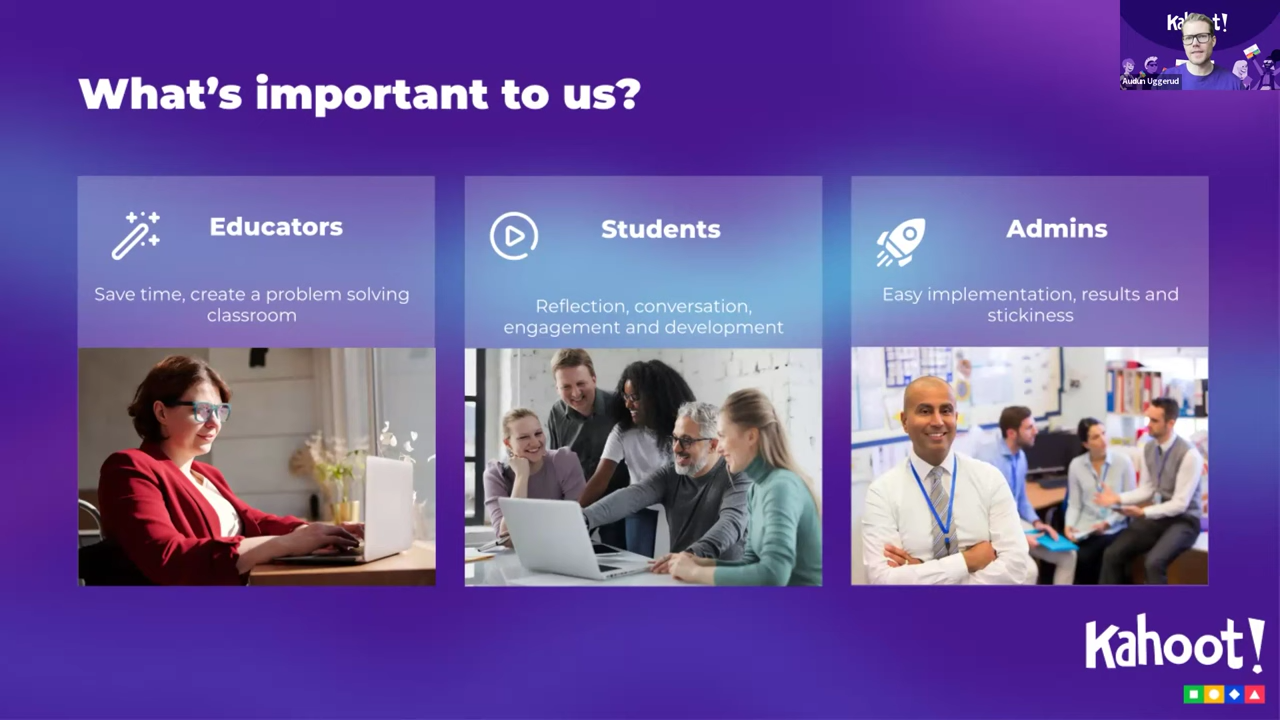 Kahoot!
Audun Uggerud
What's important to us?
Educators
Save time, create a problem solving
classroom
Students
Reflection, conversation,
engagement and development
Admins
Easy implementation, results and
stickiness
Kahoot!